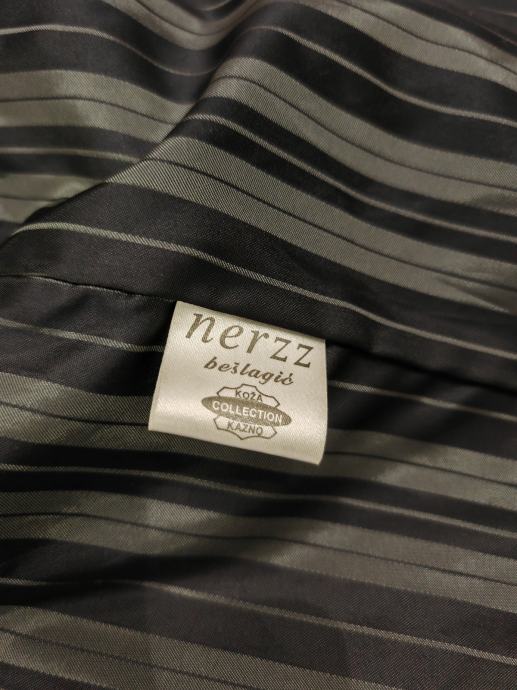 nerzz
bešlagić
KOŽA
COLLECTION
KAZNO